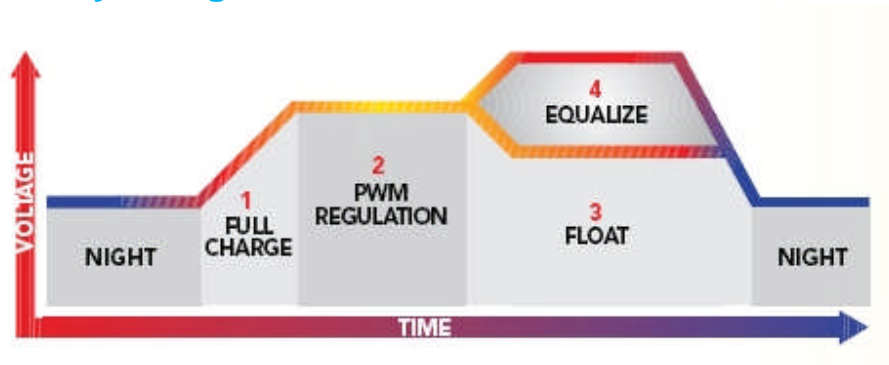 VOLTAGE
NIGHT
1
FULL
CHARGE
2
PWM
REGULATION
4
EQUALIZE
3
FLOAT
NIGHT
TIME